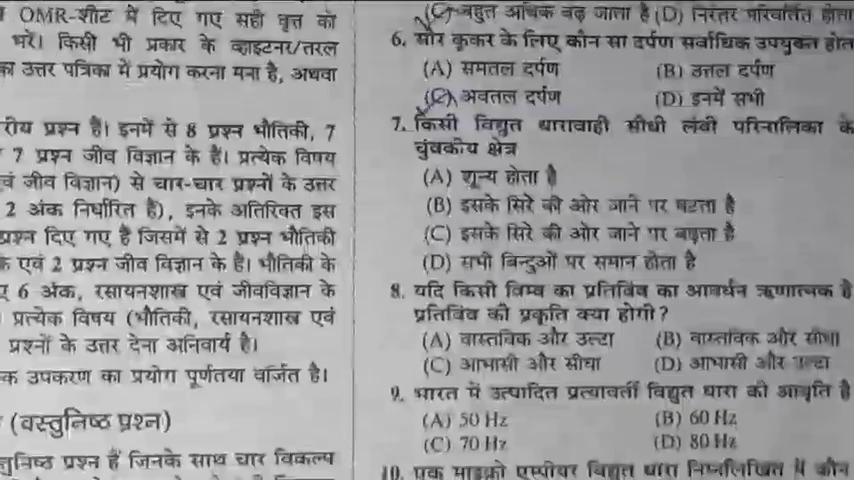 OMR-शीट में दिए गए सही वृत्त को
भरें। किसी भी प्रकार के व्हाइटनर/तरल
का उत्तर पत्रिका में प्रयोग करना मना है, अथवा
प्रश्न हैं। इनमें से 8 प्रश्न भौतिकी, 7
7 प्रश्न जीव विज्ञान के हैं। प्रत्येक विषय
जीव विज्ञान) से चार-चार प्रश्नों के उत्तर
2 अंक निर्धारित है), इनके अतिरिक्त इस
प्रश्न दिए गए हैं जिसमें से 2 प्रश्न भौतिकी
एवं 2 प्रश्न जीव विज्ञान के हैं। भौतिकी के
6 अंक, रसायनशास्त्र एवं जीवविज्ञान के
प्रत्येक विषय (भौतिकी, रसायनशास्त्र एवं
प्रश्नों के उत्तर देना अनिवार्य है।
उपकरण का प्रयोग पूर्णतया वर्जित है।
(वस्तुनिष्ठ प्रश्न)
प्रश्न हैं जिनके साथ चार विकल्प
(C) बहुत अधिक बढ़ जाता है (D) निरंतर परिवर्तित होता
6. सौर कुकर के लिए कौन सा दर्पण सर्वाधिक उपयुक्त होत
(A) समतल दर्पण (B) उत्तल दर्पण
(C) अवतल दर्पण (D) इनमें सभी
7. किसी विद्युत धारावाही सीधी लंबी परिनालिका के
चुंबकीय क्षेत्र
(A) शून्य होता है
(B) इसके सिरे की ओर जाने पर घटता है
(C) इसके सिरे की ओर जाने पर बढ़ता है
(D) सभी बिन्दुओं पर समान होता है
8. यदि किसी बिम्ब का प्रतिबिंब का आवर्धन ऋणात्मक है
प्रतिबिंब की प्रकृति क्या होगी?
(A) वास्तविक और उल्टा (B) वास्तविक और सीधा
(C) आभासी और सीधा (D) आभासी और उल्टा
9. भारत में उत्पादित प्रत्यावर्ती विद्युत धारा की आवृति है
(A) 50 Hz (B) 60 Hz
(C) 70 Hz (D) 80 Hz
10. एक माइक्रो एम्पीयर विद्युत धारा निम्नलिखित में कौन